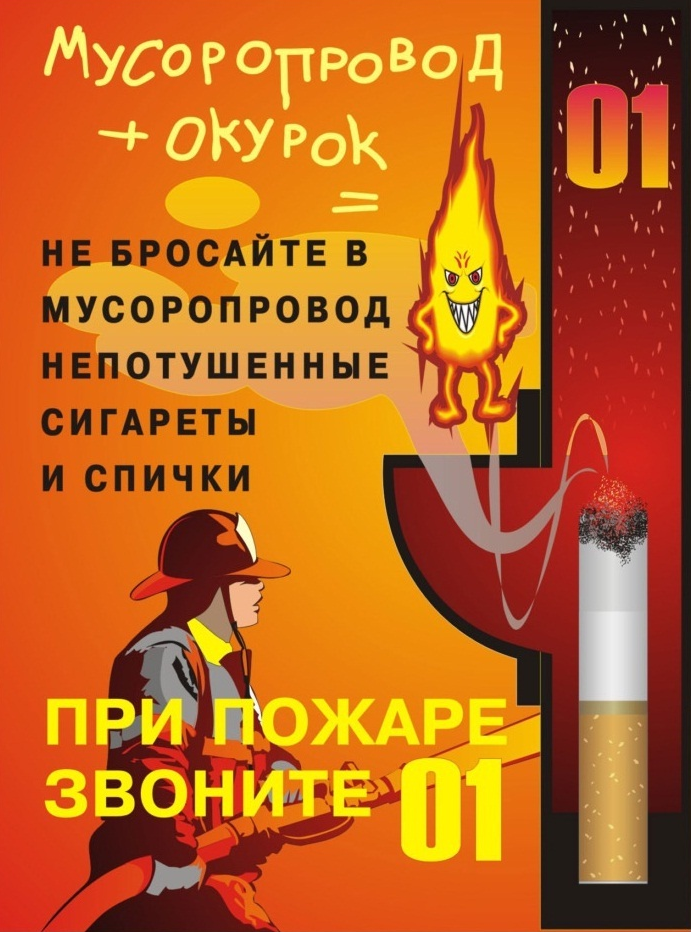 Мусоропровод
+ окурок
=
НЕ БРОСАЙТЕ В
МУСОРОПРОВОД
НЕПОТУШЕННЫЕ
СИГАРЕТЫ
И СПИЧКИ
ПРИ ПОЖАРЕ
ЗВОНИТЕ 01
01